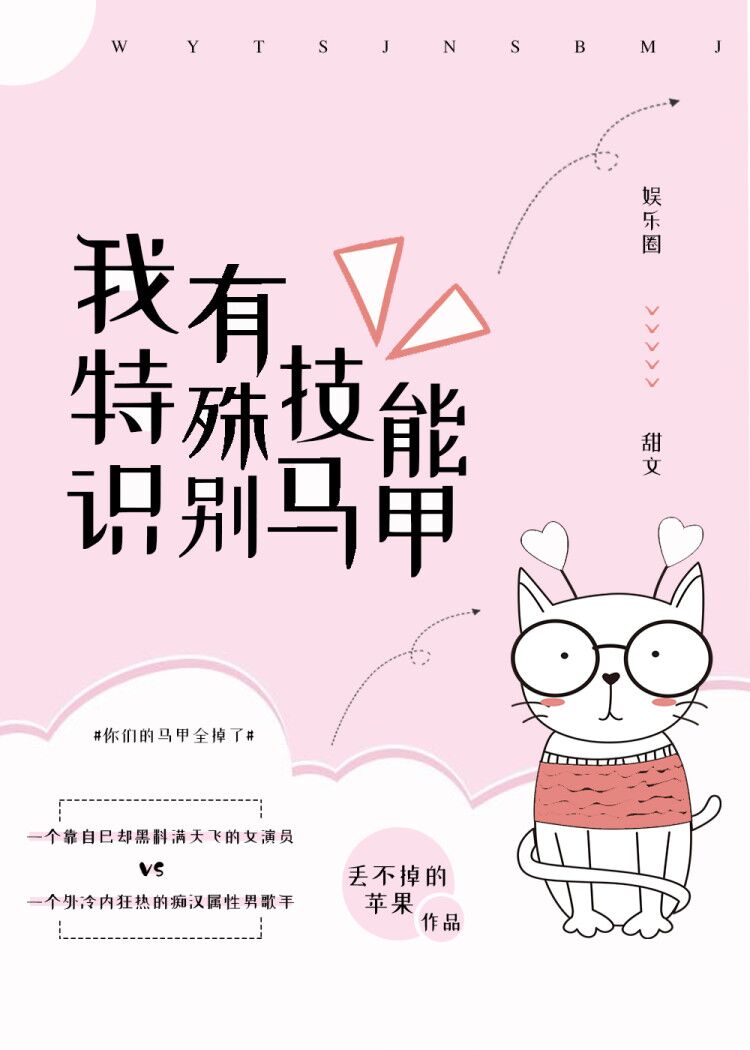 W Y T S J N S B M J
娱乐圈
甜文
我有
特殊技能
识别马甲
#你们的马甲全掉了#
一个靠自己却黑料满天飞的女演员
VS
一个外冷内狂热的痴汉属性男歌手
丢不掉的
苹果
作品